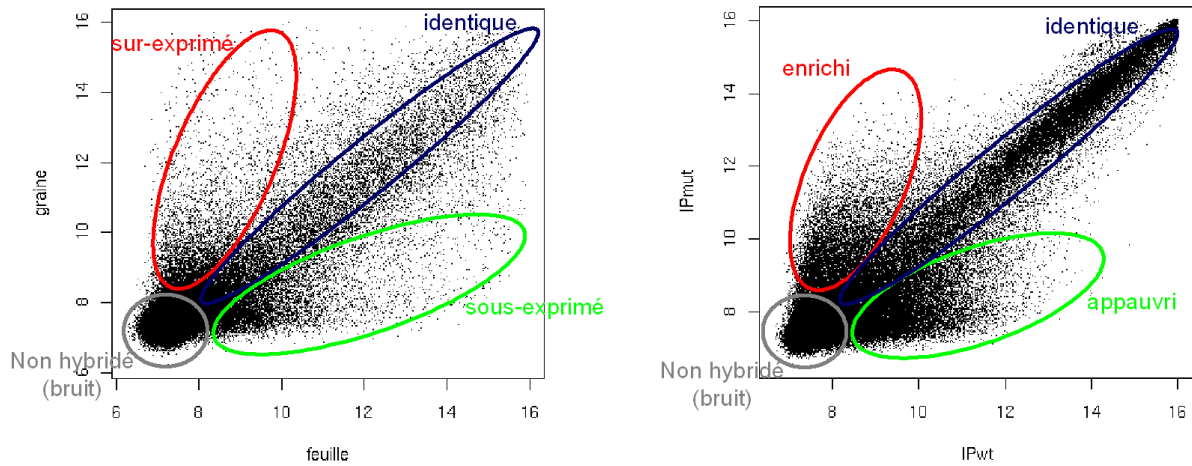 identique
sur-exprimé
sous-exprimé
Non hybridé
(bruit)
graine
feuille
16
14
12
10
8
6
6 8 10 12 14 16
identique
enrichi
appauvri
Non hybridé
(bruit)
IPmut
IPwt
16
14
12
10
8
8 10 12 14 16